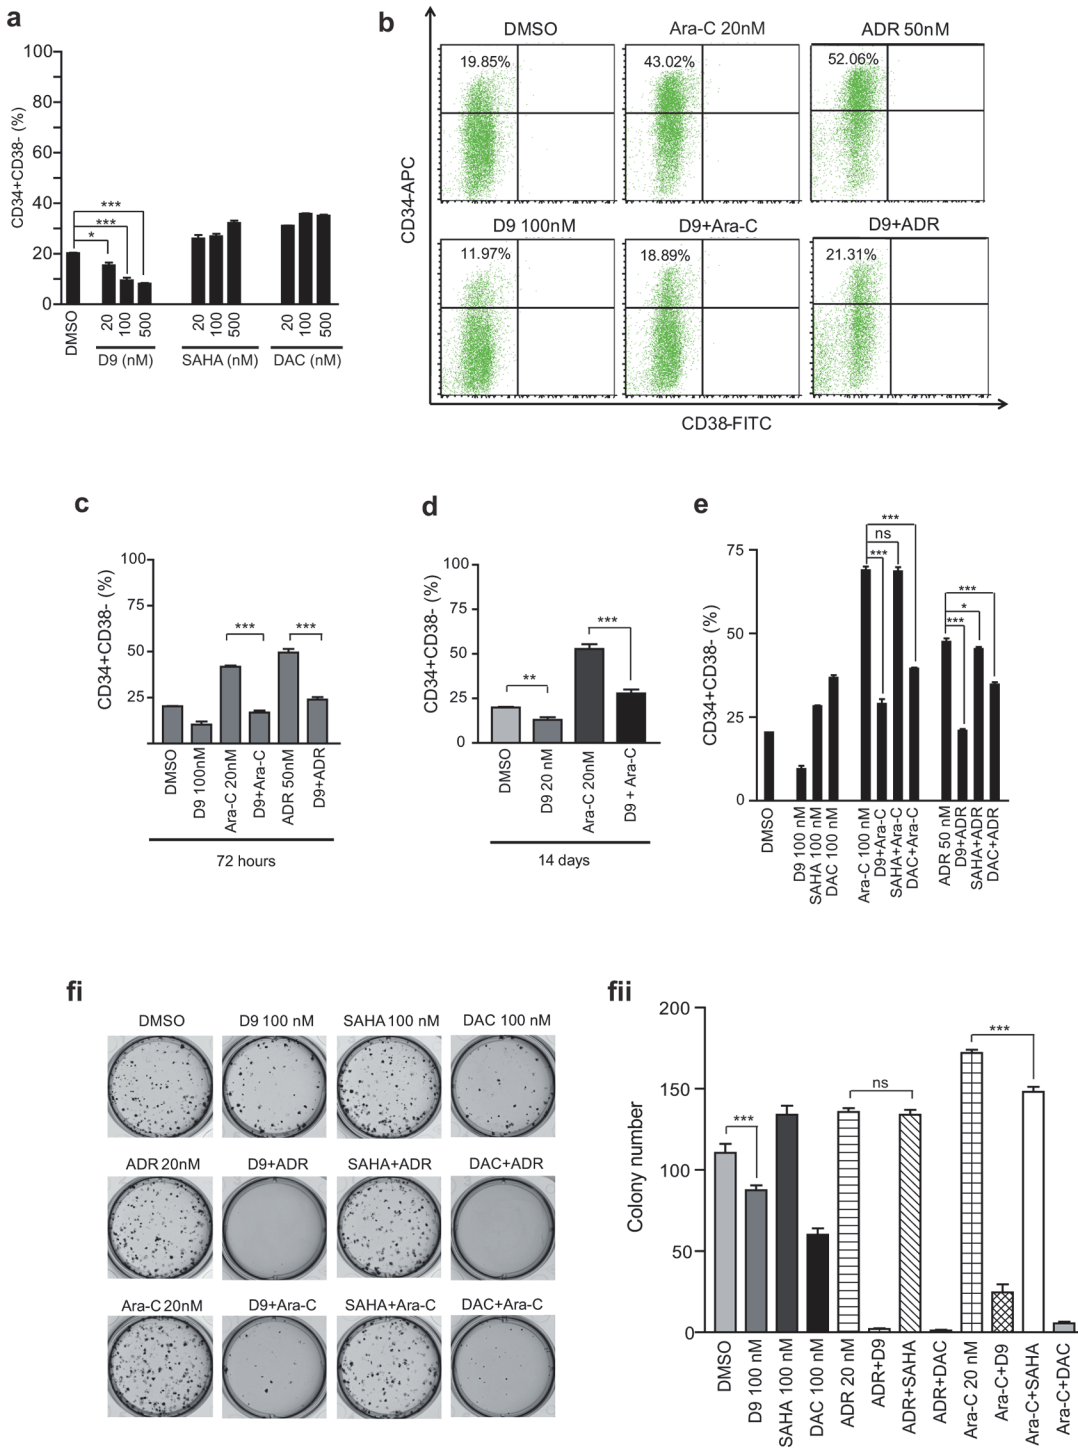 a
CD34+CD38- (%)
100
80
60
40
20
0
***
***
*
DMSO
20
100
500
20
100
500
20
100
500
D9 (nM)
SAHA (nM)
DAC (nM)
b
CD34-APC
DMSO
Ara-C 20nM
ADR 50nM
19.85%
43.02%
52.06%
D9 100nM
D9+Ara-C
D9+ADR
11.97%
18.89%
21.31%
CD38-FITC
c
CD34+CD38- (%)
100
75
50
25
***
***
DMSO
D9 100nM
Ara-C 20nM
D9+Ara-C
ADR 50nM
D9+ADR
72 hours
d
CD34+CD38- (%)
100
75
50
25
0
**
***
DMSO
D9 20 nM
Ara-C 20nM
D9 + Ara-C
14 days
e
CD34+CD38- (%)
75
50
25
0
***
ns
***
***
*
***
DMSO
D9 100 nM
SAHA 100 nM
DAC 100 nM
Ara-C 100 nM
D9+Ara-C
SAHA+Ara-C
DAC+Ara-C
ADR 50 nM
D9+ADR
SAHA+ADR
DAC+ADR
fi
DMSO
D9 100 nM
SAHA 100 nM
DAC 100 nM
ADR 20nM
D9+ADR
SAHA+ADR
DAC+ADR
Ara-C 20nM
D9+Ara-C
SAHA+Ara-C
DAC+Ara-C
fii
Colony number
200
150
100
50
0
***
ns
***
DMSO
D9 100 nM
SAHA 100 nM
DAC 100 nM
ADR 20 nM
ADR+D9
ADR+SAHA
ADR+DAC
Ara-C 20 nM
Ara-C+D9
Ara-C+SAHA
Ara-C+DAC